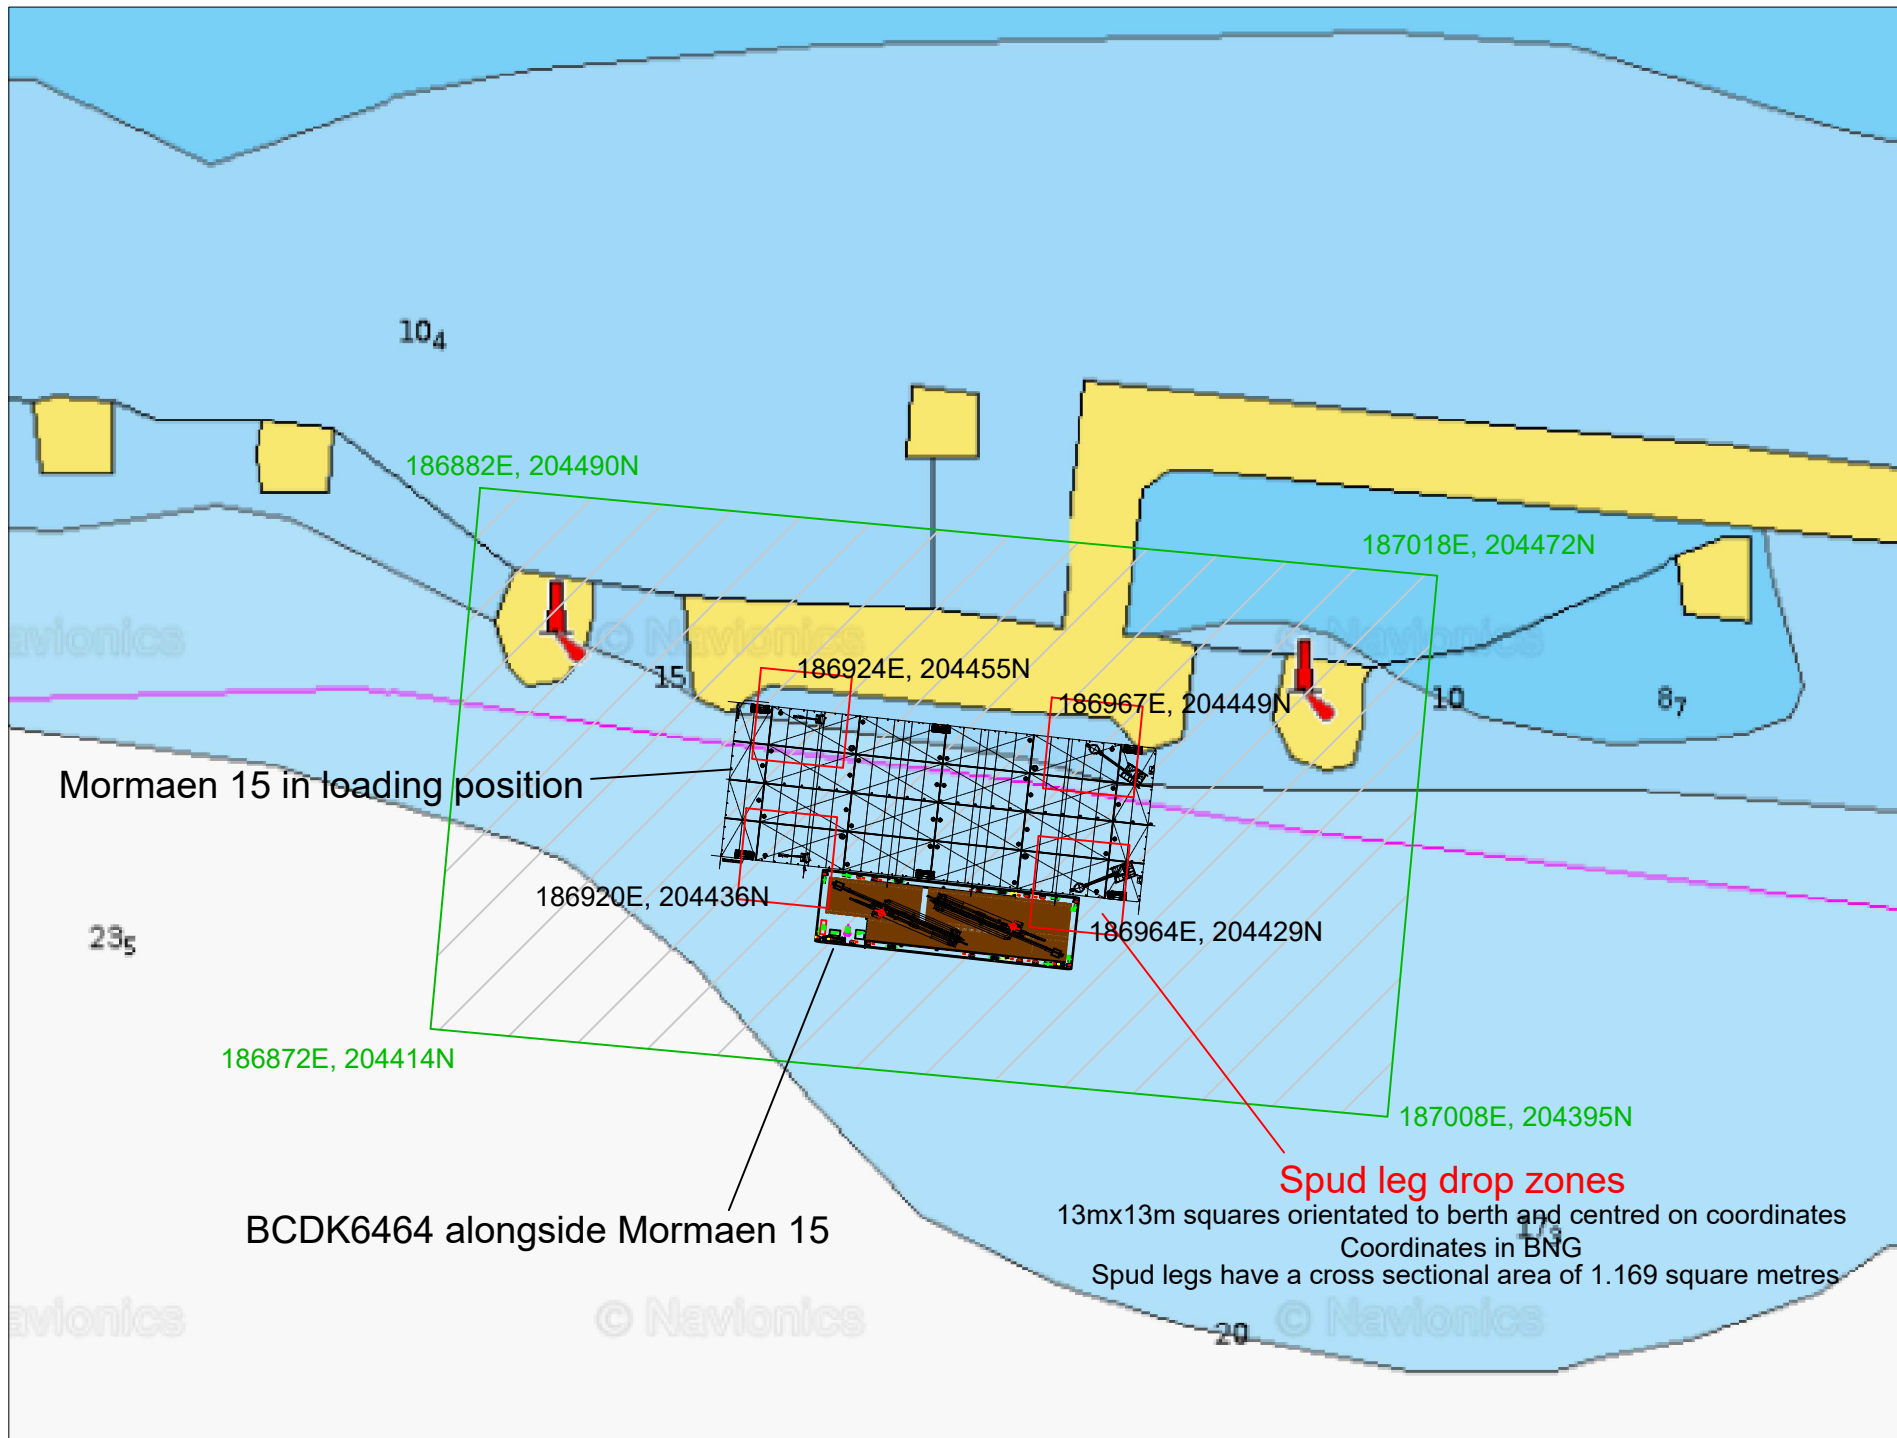 10₄
186882E, 204490N
187018E, 204472N
avionics
© Navionics
© Navionics
15
186924E, 204455N
186967E, 204449N
10
8₇
Mormaen 15 in loading position
186920E, 204436N
186964E, 204429N
23₅
186872E, 204414N
187008E, 204395N
Spud leg drop zones
BCDK6464 alongside Mormaen 15
13mx13m squares orientated to berth and centred on coordinates
Coordinates in BNG
Spud legs have a cross sectional area of 1.169 square metres
avionics
© Navionics
20
© Navionics